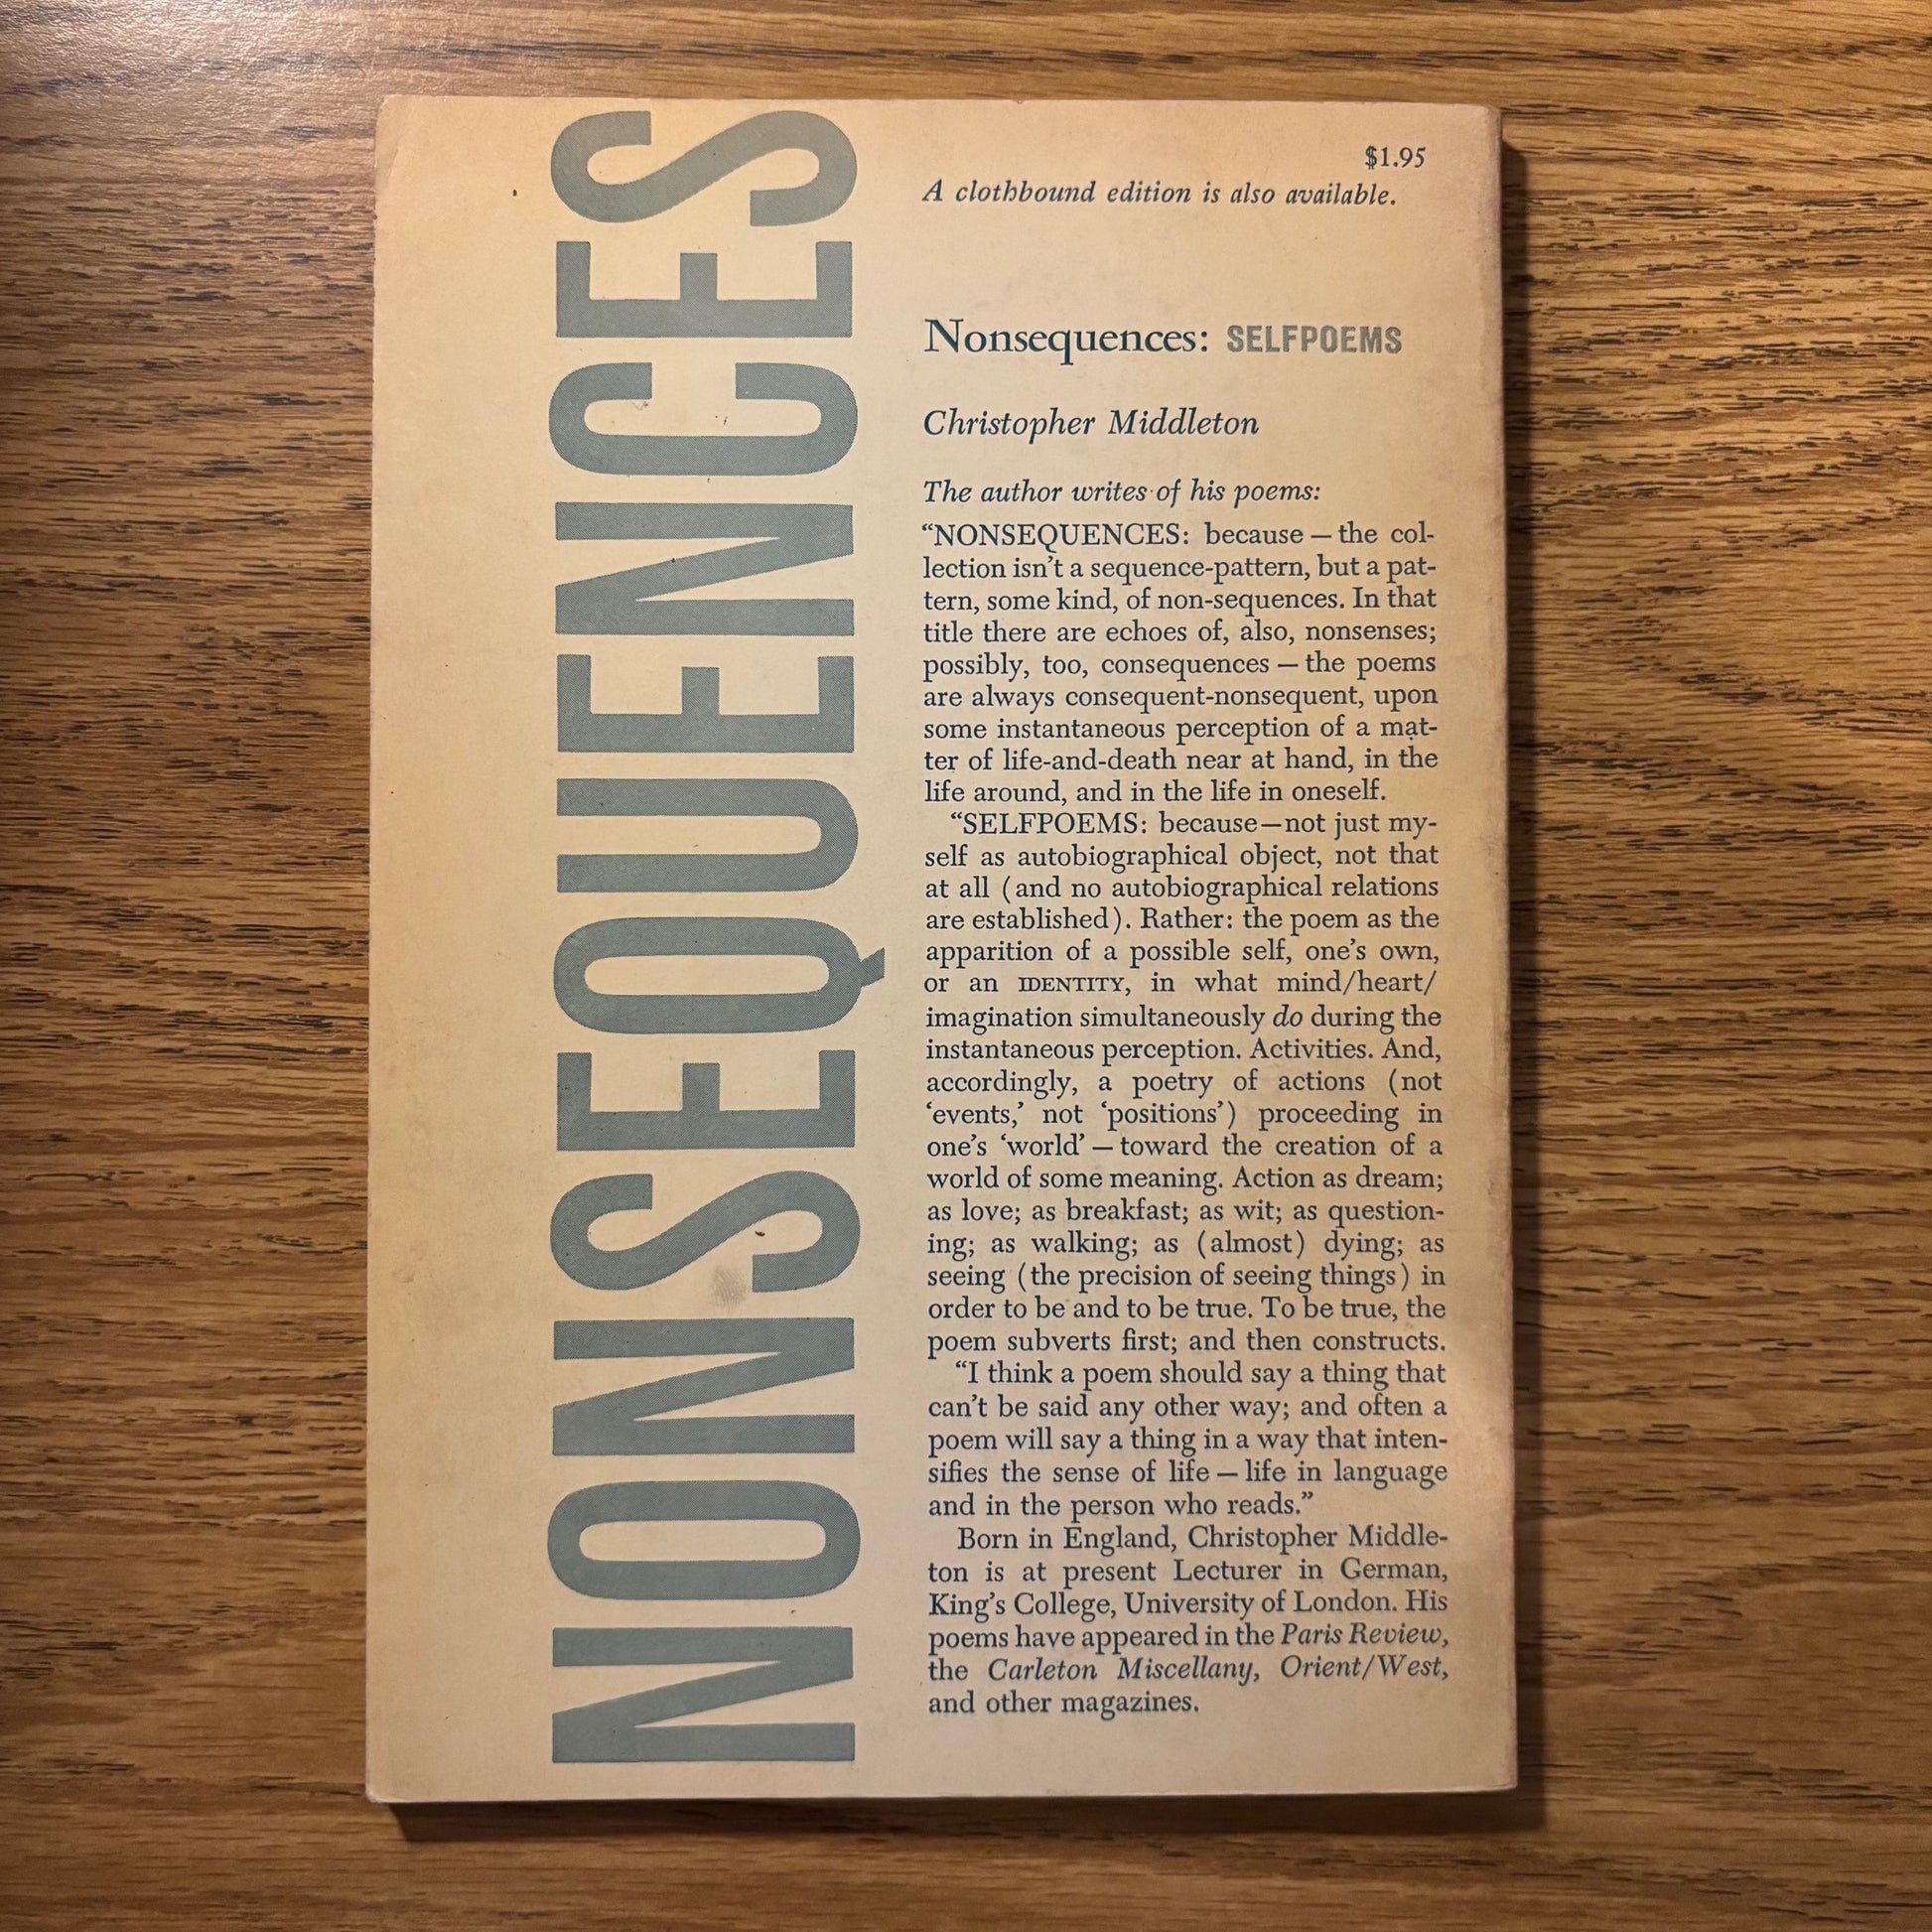 NONSEQUENCES
$1.95
A clothbound edition is also available.
Nonsequences: SELFPOEMS
Christopher Middleton
The author writes of his poems:
“NONSEQUENCES: because — the col-
lection isn’t a sequence-pattern, but a pat-
tern, some kind, of non-sequences. In that
title there are echoes of, also, nonsenses;
possibly, too, consequences — the poems
are always consequent-nonsequent, upon
some instantaneous perception of a mat-
ter of life-and-death near at hand, in the
life around, and in the life in oneself.
“SELFPOEMS: because—not just my-
self as autobiographical object, not that
at all (and no autobiographical relations
are established). Rather: the poem as the
apparition of a possible self, one’s own,
or an IDENTITY, in what mind/heart/
imagination simultaneously do during the
instantaneous perception. Activities. And,
accordingly, a poetry of actions (not
‘events,’ not ‘positions’) proceeding in
one’s ‘world’ — toward the creation of a
world of some meaning. Action as dream;
as love; as breakfast; as wit; as question-
ing; as walking; as (almost) dying; as
seeing (the precision of seeing things) in
order to be and to be true. To be true, the
poem subverts first; and then constructs.
“I think a poem should say a thing that
can’t be said any other way; and often a
poem will say a thing in a way that inten-
sifies the sense of life — life in language
and in the person who reads.”
Born in England, Christopher Middle-
ton is at present Lecturer in German,
King’s College, University of London. His
poems have appeared in the Paris Review,
the Carleton Miscellany, Orient/West,
and other magazines.